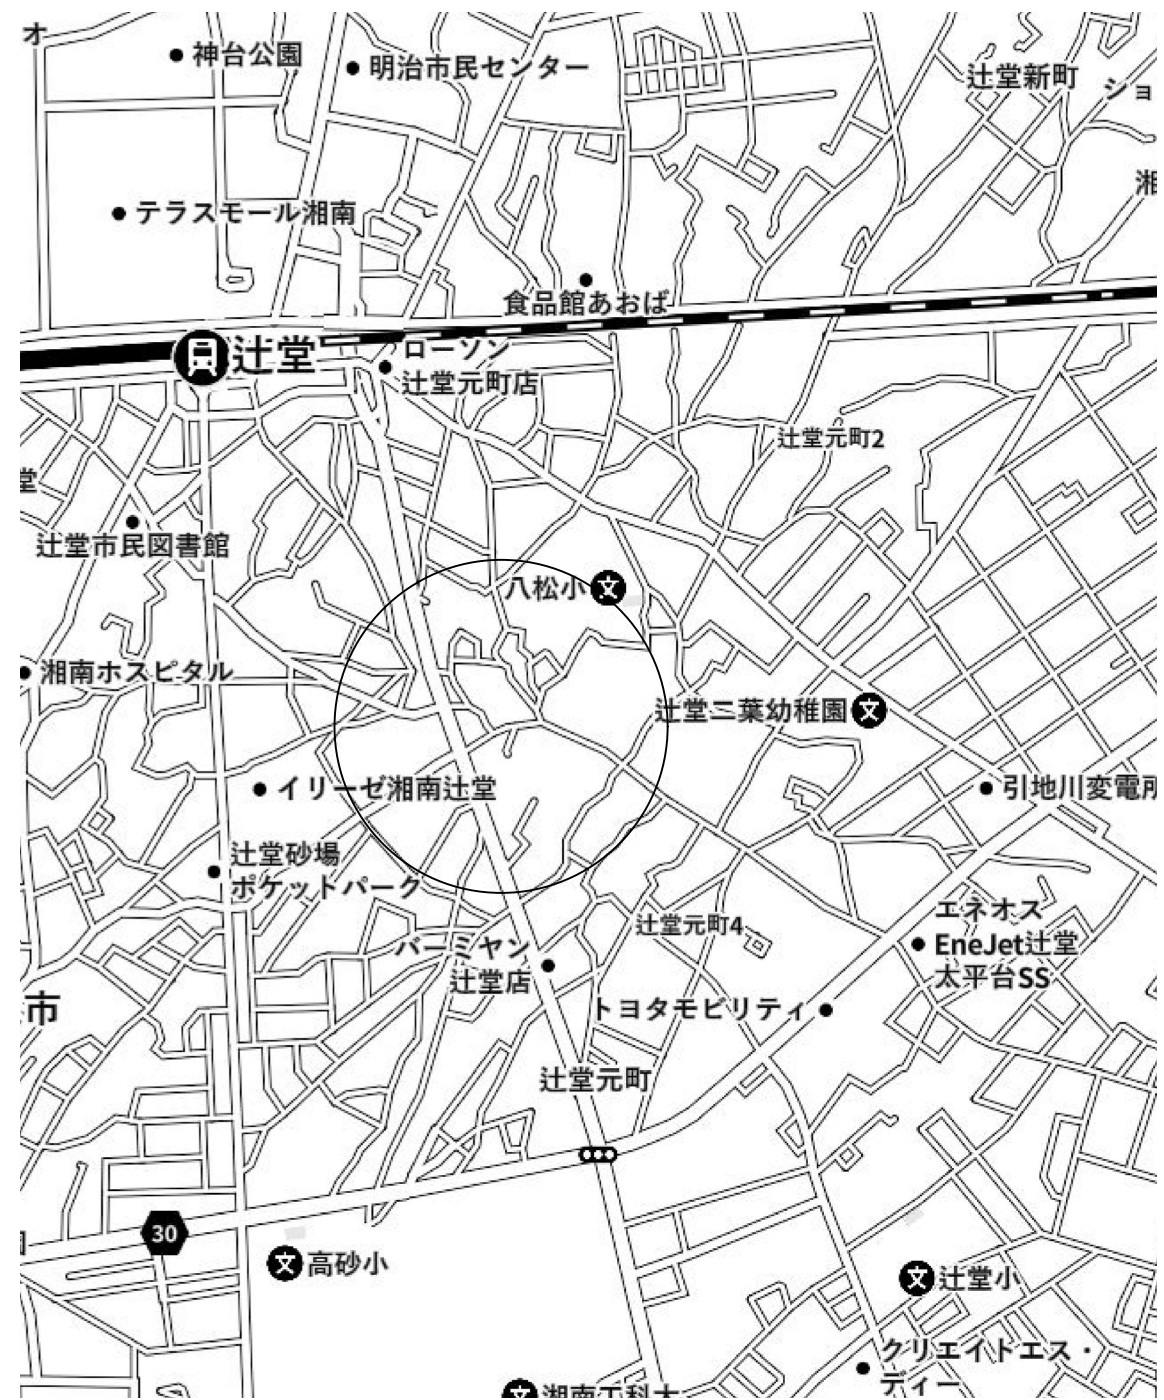 オ
神台公園
明治市民センター
辻堂新町
ショ
湘
テラスモール湘南
食品館あおば
辻堂
ローソン
辻堂元町店
辻堂元町2
堂
辻堂市民図書館
八松小
文
湘南ホスピタル
辻堂二葉幼稚園
文
イリーゼ湘南辻堂
引地川変電所
辻堂砂場
ポケットパーク
辻堂元町4
エネオス
EneJet辻堂
太平台SS
バーミヤン
辻堂店
市
トヨタモビリティ
辻堂元町
30
文
高砂小
文
辻堂小
クリエイトエス・
ディー
文
湘南工科大